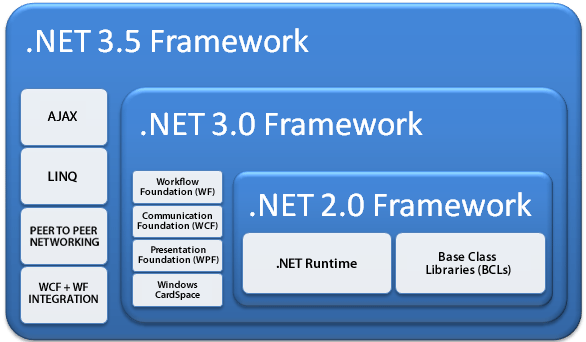 .NET 3.5 Framework
AJAX
LINQ
PEER TO PEER
NETWORKING
WCF + WF
INTEGRATION
.NET 3.0 Framework
Workflow
Foundation (WF)
Communication
Foundation (WCF)
Presentation
Foundation (WPF)
Windows
CardSpace
.NET 2.0 Framework
.NET Runtime
Base Class
Libraries (BCLs)